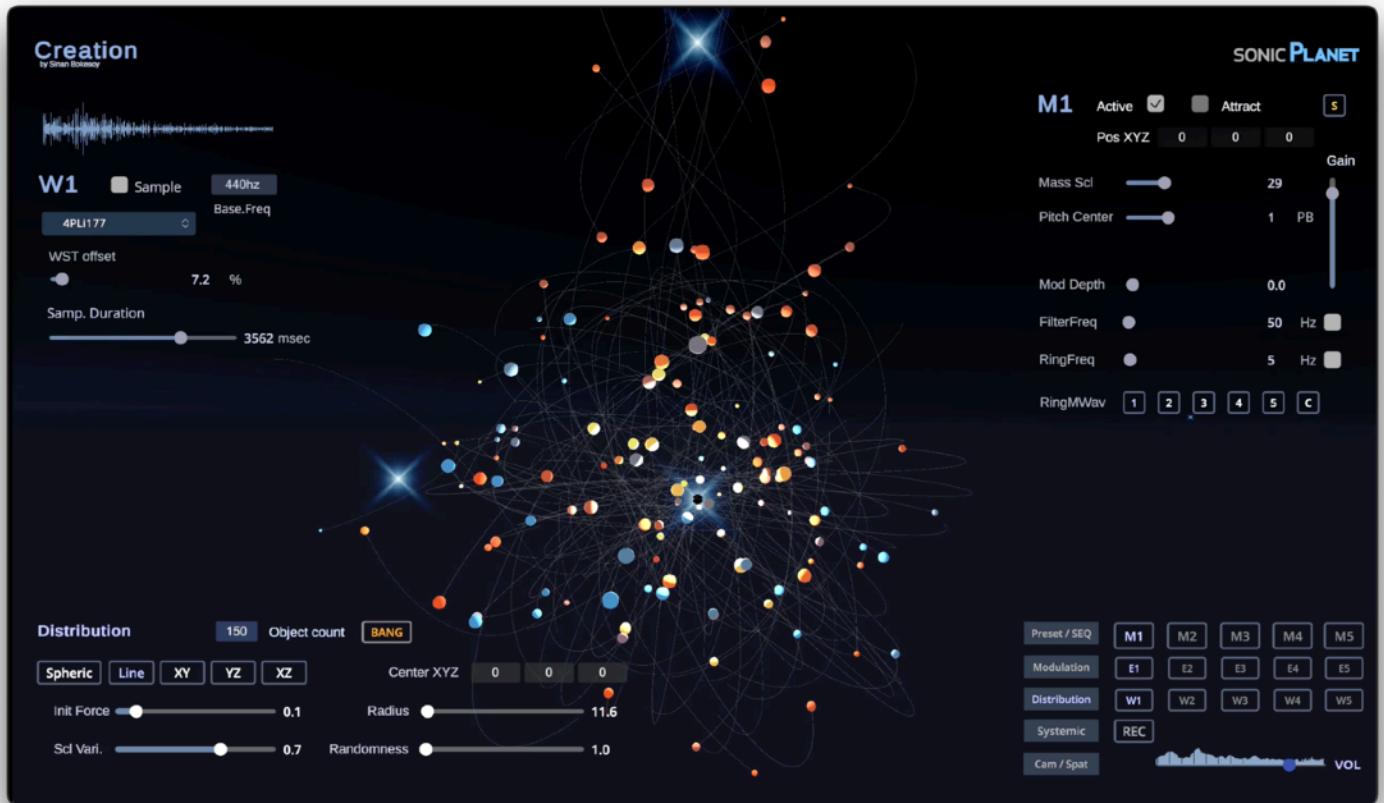 Creation
by Sinan Bokesoy
SONIC PLANET
W1 Sample 440hz
Base.Freq
4PLi177
WST offset
7.2 %
Samp. Duration
3562 msec
M1 Active Attract S
Pos XYZ 0 0 0
Gain
Mass Scl 29
Pitch Center 1 PB
Mod Depth 0.0
FilterFreq 50 Hz
RingFreq 5 Hz
RingMWav 1 2 3 4 5 C
Distribution 150 Object count BANG
Spheric Line XY YZ XZ Center XYZ 0 0 0
Init Force 0.1 Radius 11.6
Scl Vari. 0.7 Randomness 1.0
Preset / SEQ M1 M2 M3 M4 M5
Modulation E1 E2 E3 E4 E5
Distribution W1 W2 W3 W4 W5
Systemic REC
Cam / Spat VOL